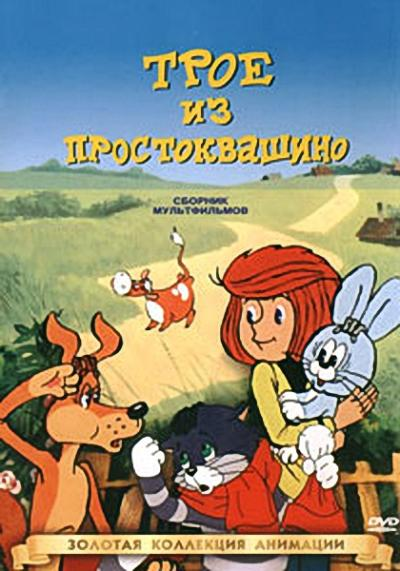 ТРОЕ
ИЗ
ПРОСТОКВАШИНО
СБОРНИК
МУЛЬТФИЛЬМОВ
DVD
ЗОЛОТАЯ КОЛЛЕКЦИЯ АНИМАЦИИ